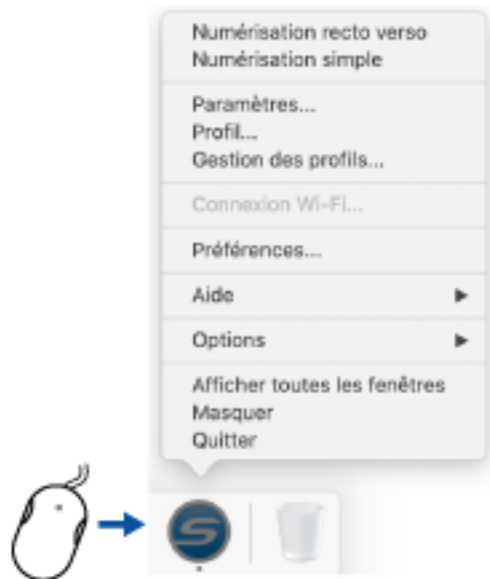 Numérisation recto verso
Numérisation simple
Paramètres...
Profil...
Gestion des profils...
Connexion Wi-Fi...
Préférences...
Aide
Options
Afficher toutes les fenêtres
Masquer
Quitter
S